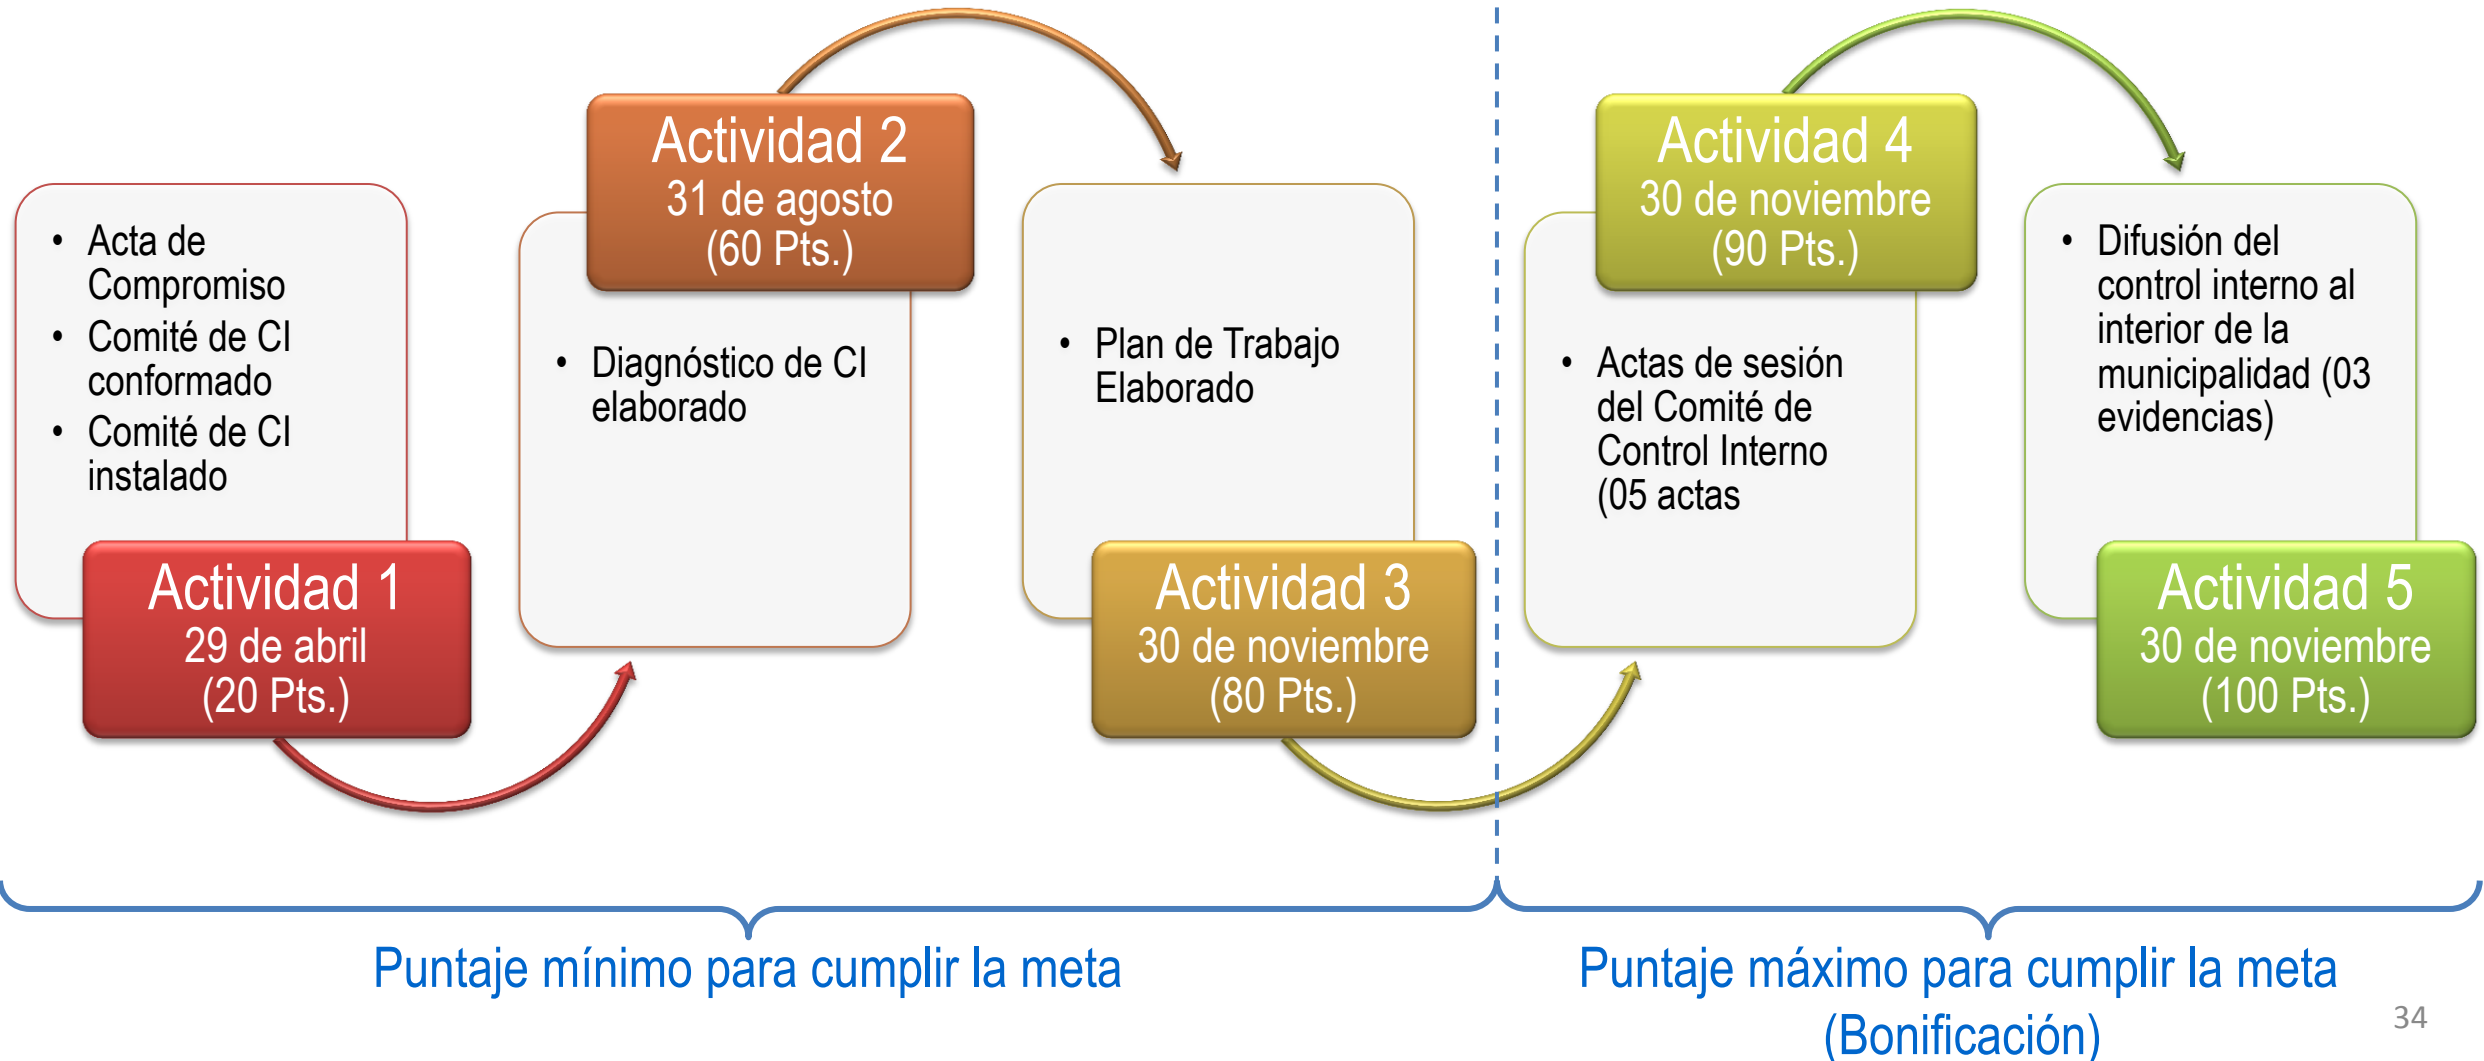 • Acta de
Compromiso
• Comité de CI
conformado
• Comité de CI
instalado
Actividad 1
29 de abril
(20 Pts.)
Actividad 2
31 de agosto
(60 Pts.)
• Diagnóstico de CI
elaborado
• Plan de Trabajo
Elaborado
Actividad 3
30 de noviembre
(80 Pts.)
Actividad 4
30 de noviembre
(90 Pts.)
• Actas de sesión
del Comité de
Control Interno
(05 actas
• Difusión del
control interno al
interior de la
municipalidad (03
evidencias)
Actividad 5
30 de noviembre
(100 Pts.)
Puntaje mínimo para cumplir la meta
Puntaje máximo para cumplir la meta
(Bonificación)
34